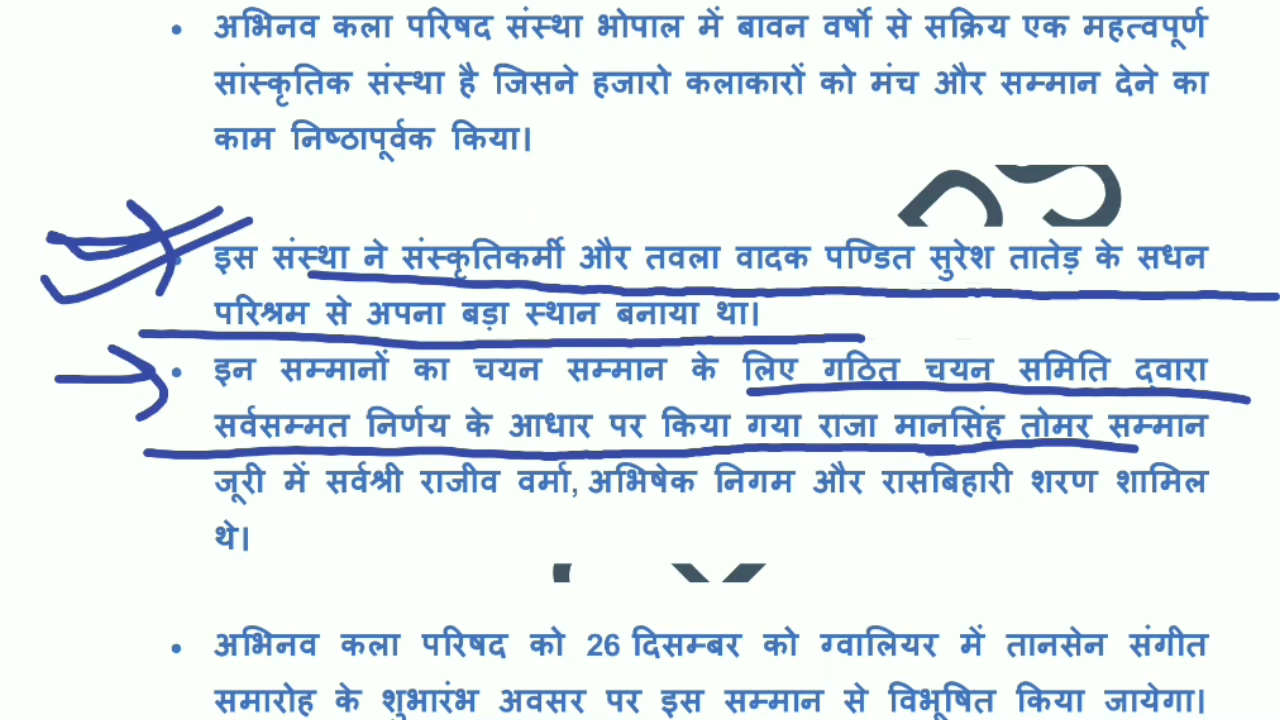 • अभिनव कला परिषद संस्था भोपाल में बावन वर्षो से सक्रिय एक महत्वपूर्ण
सांस्कृतिक संस्था है जिसने हजारो कलाकारों को मंच और सम्मान देने का
काम निष्ठापूर्वक किया।
• इस संस्था ने संस्कृतिकर्मी और तवला वादक पण्डित सुरेश तातेड़ के सधन
परिश्रम से अपना बड़ा स्थान बनाया था।
• इन सम्मानों का चयन सम्मान के लिए गठित चयन समिति द्वारा
सर्वसम्मत निर्णय के आधार पर किया गया राजा मानसिंह तोमर सम्मान
जूरी में सर्वश्री राजीव वर्मा, अभिषेक निगम और रासबिहारी शरण शामिल
थे।
• अभिनव कला परिषद को 26 दिसम्बर को ग्वालियर में तानसेन संगीत
समारोह के शुभारंभ अवसर पर इस सम्मान से विभूषित किया जायेगा।